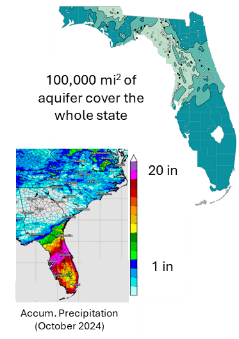 100,000 mi² of
aquifer cover the
whole state
20 in
1 in
Accum. Precipitation
(October 2024)